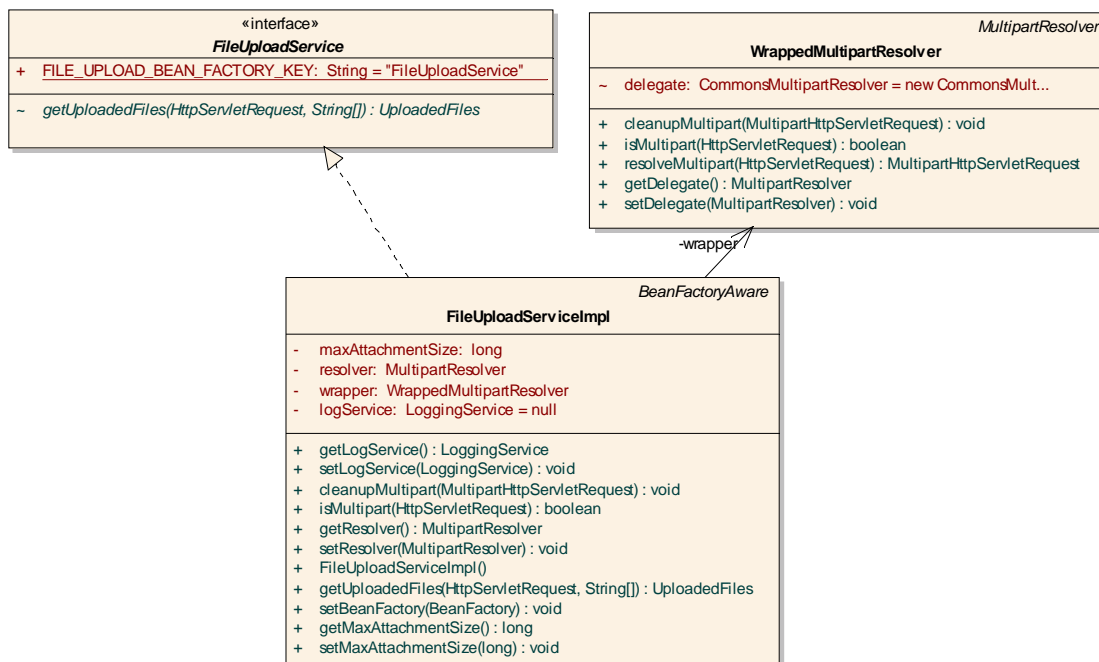 «interface»
FileUploadService
+ FILE_UPLOAD_BEAN_FACTORY_KEY: String = "FileUploadService"
~ getUploadedFiles(HttpServletRequest, String[]) : UploadedFiles
MultipartResolver
WrappedMultipartResolver
~ delegate: CommonsMultipartResolver = new CommonsMult...
+ cleanupMultipart(MultipartHttpServletRequest) : void
+ isMultipart(HttpServletRequest) : boolean
+ resolveMultipart(HttpServletRequest) : MultipartHttpServletRequest
+ getDelegate() : MultipartResolver
+ setDelegate(MultipartResolver) : void
-wrapper
BeanFactoryAware
FileUploadServiceImpl
- maxAttachmentSize: long
- resolver: MultipartResolver
- wrapper: WrappedMultipartResolver
- logService: LoggingService = null
+ getLogService() : LoggingService
+ setLogService(LoggingService) : void
+ cleanupMultipart(MultipartHttpServletRequest) : void
+ isMultipart(HttpServletRequest) : boolean
+ getResolver() : MultipartResolver
+ setResolver(MultipartResolver) : void
+ FileUploadServiceImpl()
+ getUploadedFiles(HttpServletRequest, String[]) : UploadedFiles
+ setBeanFactory(BeanFactory) : void
+ getMaxAttachmentSize() : long
+ setMaxAttachmentSize(long) : void